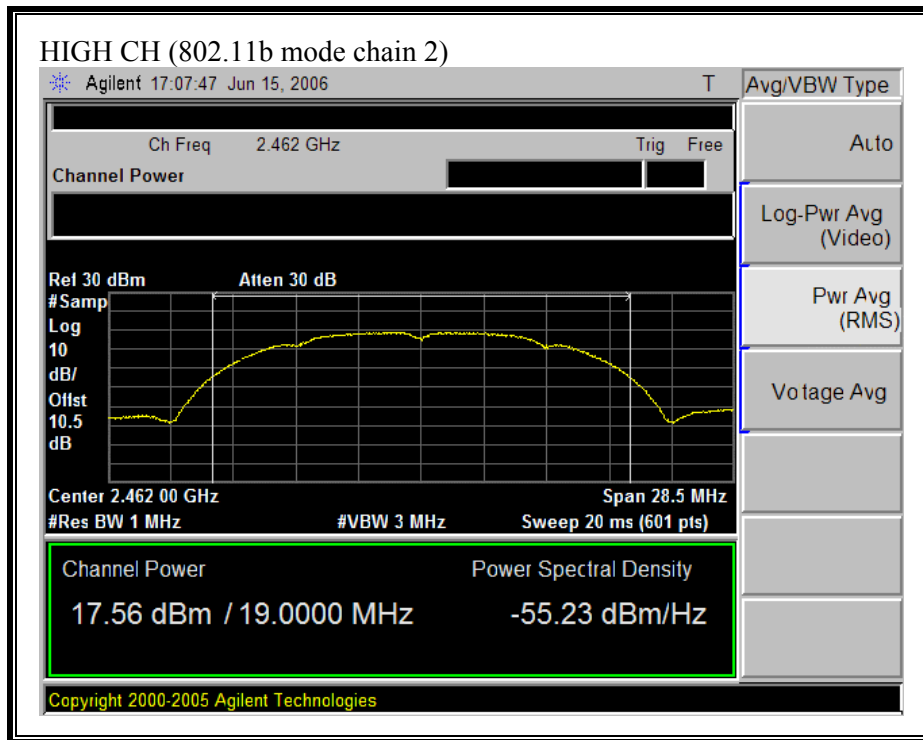 HIGH CH (802.11b mode chain 2)
Agilent 17:07:47 Jun 15, 2006 T
Avg/VBW Type
Ch Freq 2.462 GHz Trig Free
Channel Power
Auto
Log-Pwr Avg
(Video)
Pwr Avg
(RMS)
Voltage Avg
Ref 30 dBm Atten 30 dB
#Samp
Log
10
dB/
Offst
10.5
dB
Center 2.462 00 GHz Span 28.5 MHz
#Res BW 1 MHz #VBW 3 MHz Sweep 20 ms (601 pts)
Channel Power Power Spectral Density
17.56 dBm / 19.0000 MHz -55.23 dBm/Hz
Copyright 2000-2005 Agilent Technologies